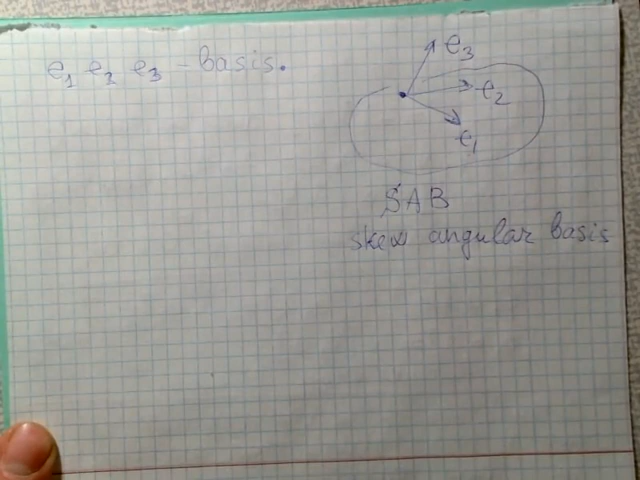 e₁ e₂ e₃ - basis.
e₃
e₂
e₁
SAB
skew angular basis